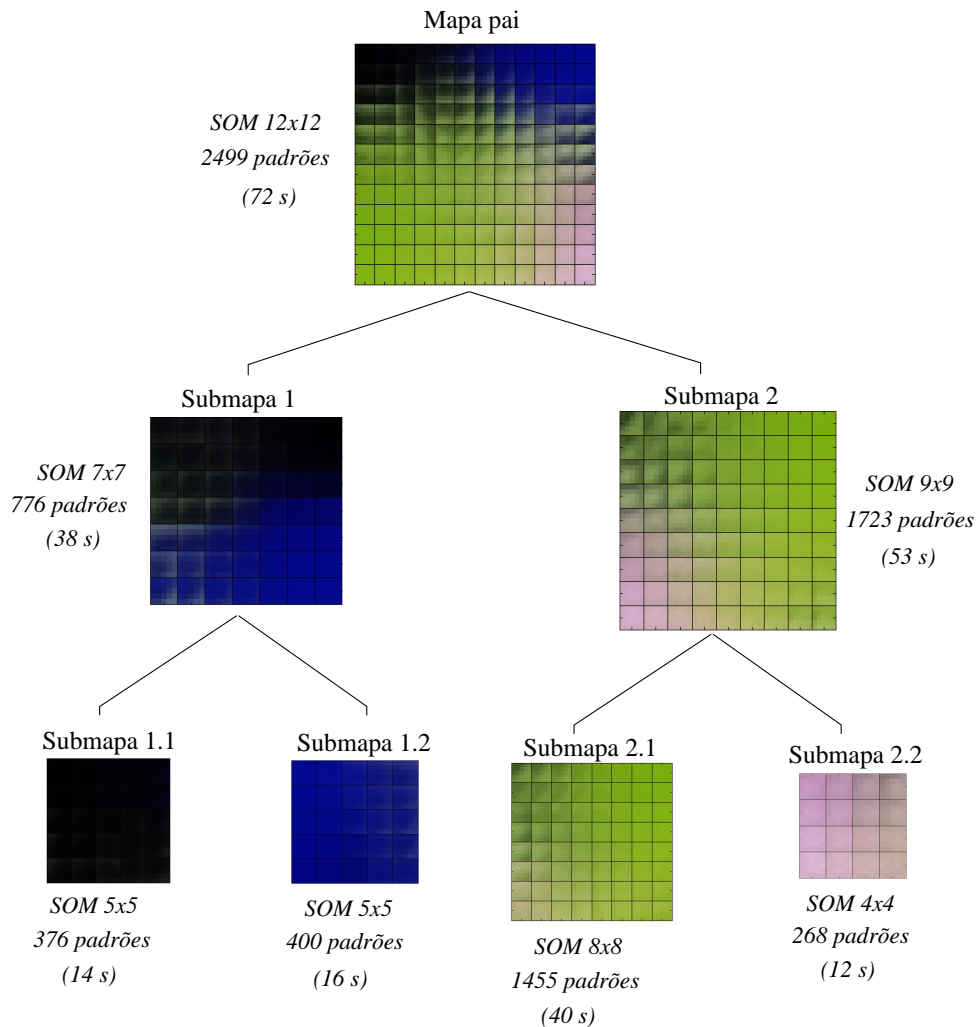 Mapa pai
SOM 12x12
2499 padrões
(72 s)
Submapa 1
SOM 7x7
776 padrões
(38 s)
Submapa 2
SOM 9x9
1723 padrões
(53 s)
Submapa 1.1
SOM 5x5
376 padrões
(14 s)
Submapa 1.2
SOM 5x5
400 padrões
(16 s)
Submapa 2.1
SOM 8x8
1455 padrões
(40 s)
Submapa 2.2
SOM 4x4
268 padrões
(12 s)